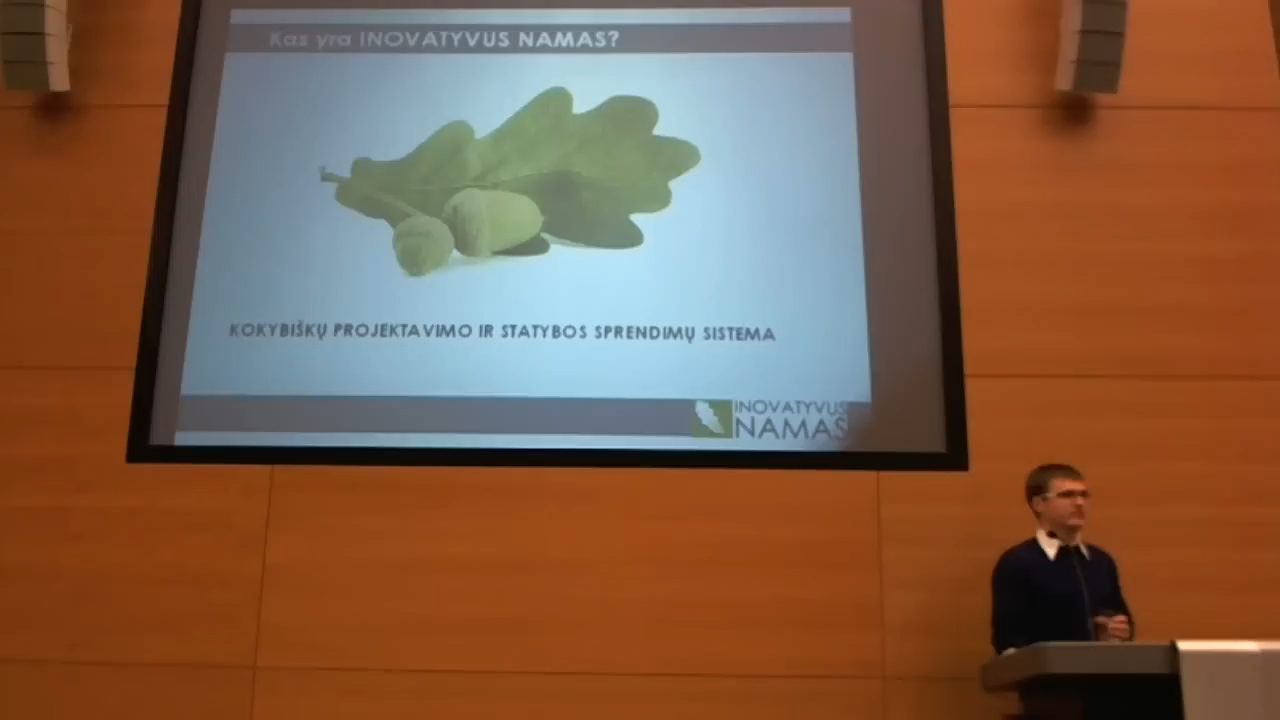 Kas yra INOVATYVUS NAMAS?
KOKYBIŠKŲ PROJEKTAVIMO IR STATYBOS SPRENDIMŲ SISTEMA
INOVATYVUS
NAMAS